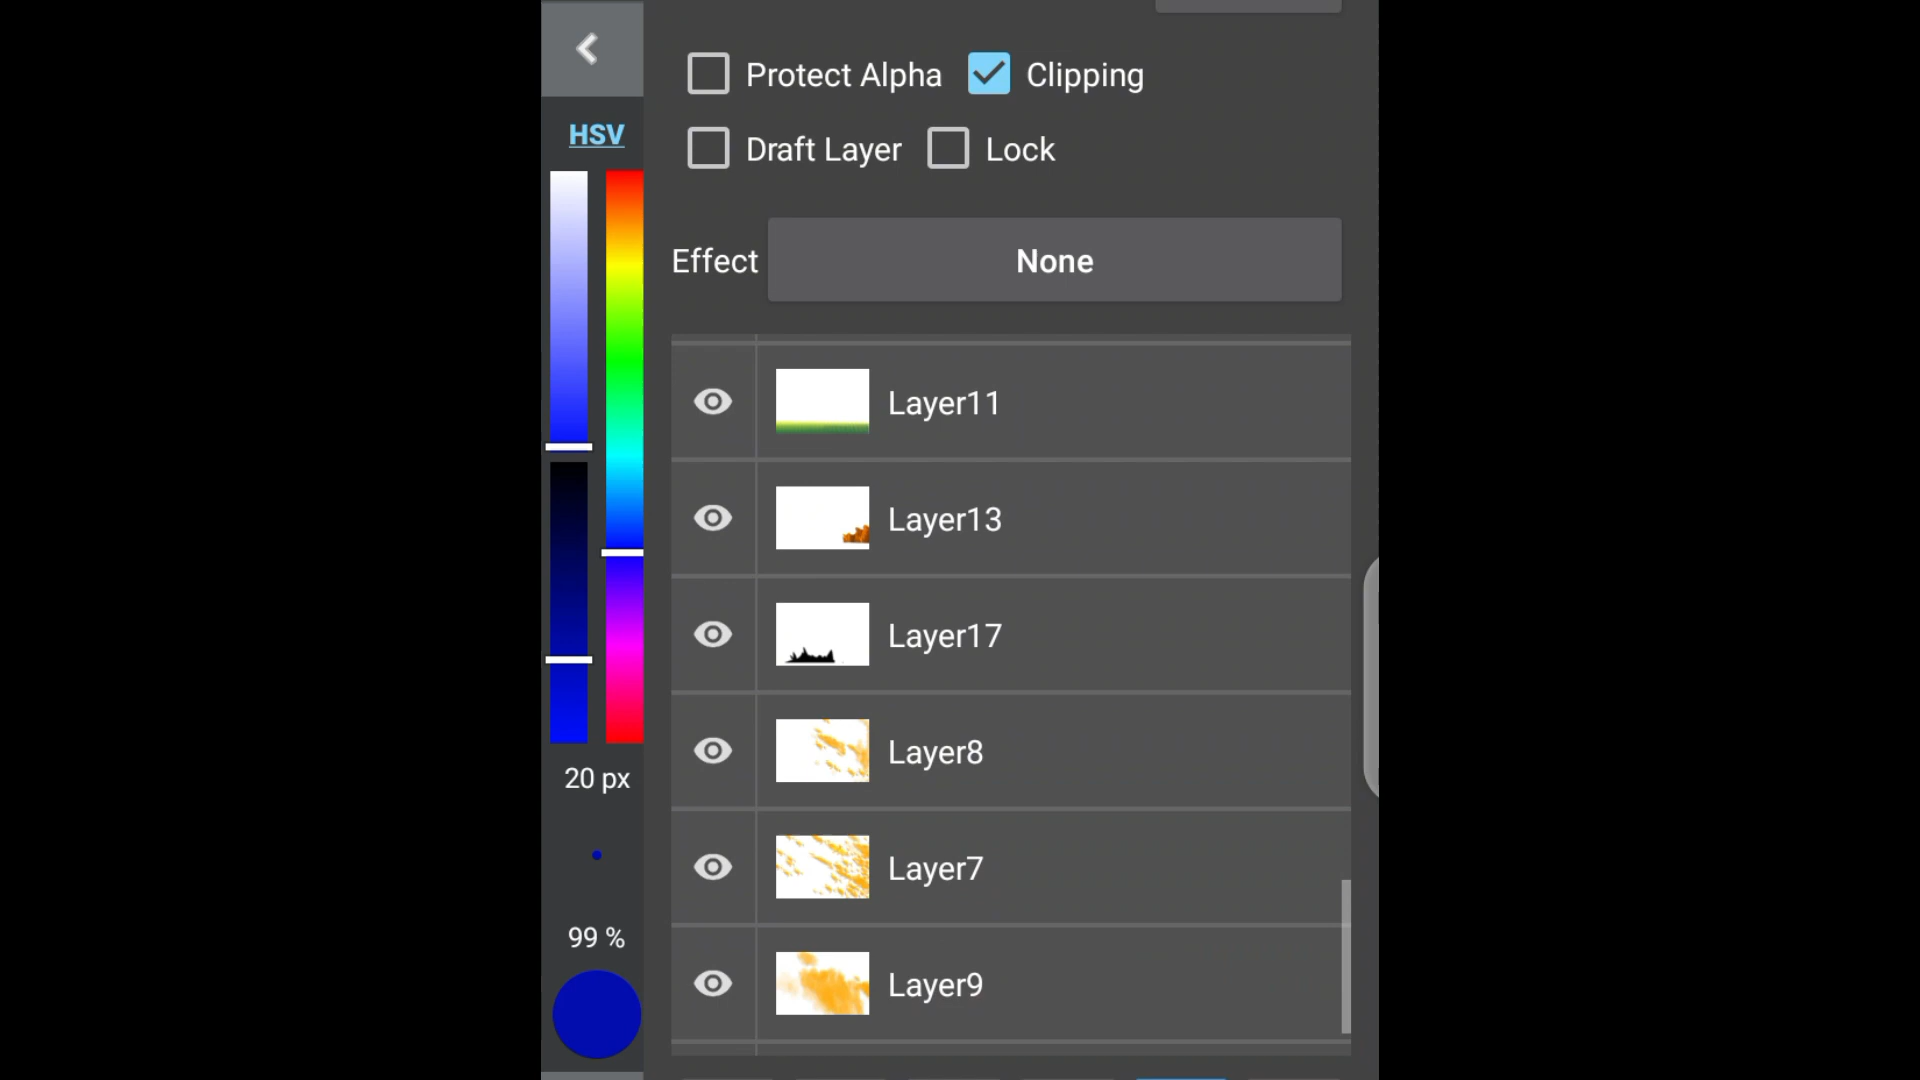 Protect Alpha Clipping
HSV
Draft Layer Lock
Effect None
Layer11
Layer13
Layer17
Layer8
20 px
Layer7
99 %
Layer9